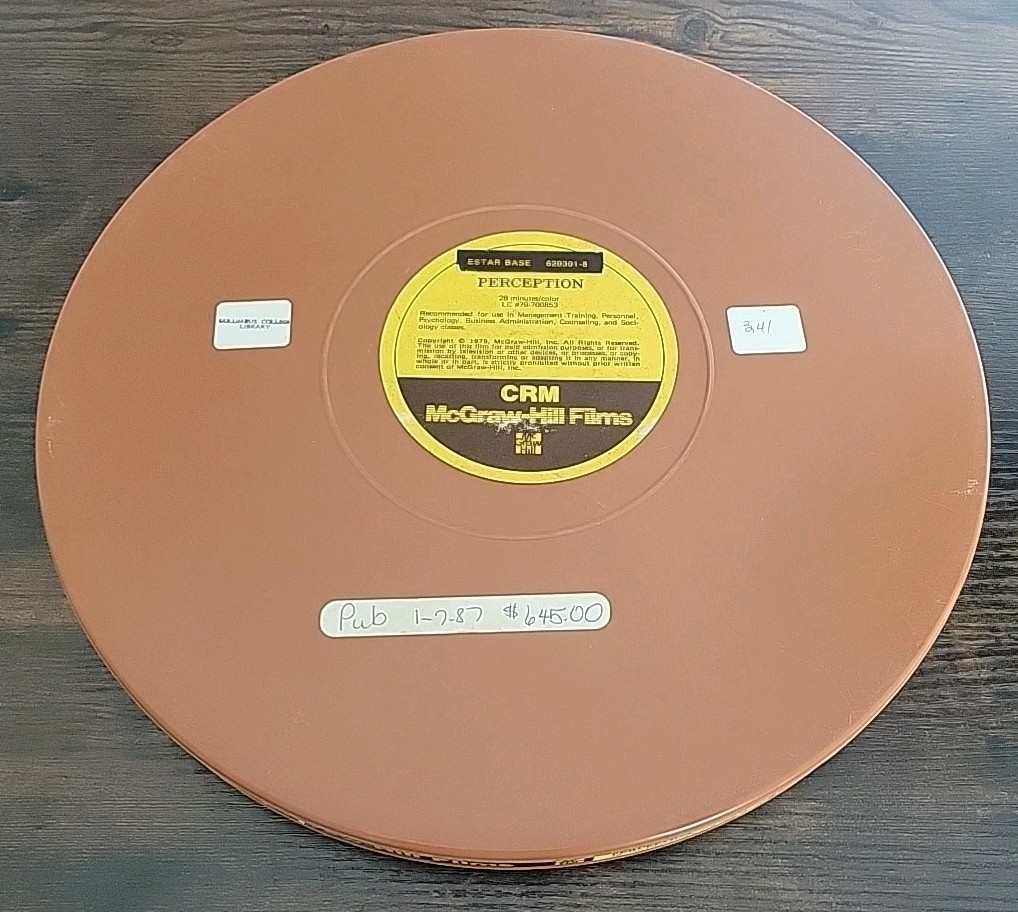 ESTAR BASE 620301-8
PERCEPTION
28 minutes/color
LC #79-700853
Recommended for use in Management Training, Personnel,
Psychology, Business Administration, Counseling, and Soci-
ology classes.
Copyright © 1979, McGraw-Hill, Inc. All Rights Reserved.
The use of this film for paid admission purposes, or for trans-
mission by television or other devices, or processes, or copy-
ing, recasting, transforming or adapting it in any manner, in
whole or in part, is strictly prohibited without prior written
consent of McGraw-Hill, Inc.
COLUMBUS COLLEGE
LIBRARY
341
CRM
McGraw-Hill Films
Pub 1-7-87 $645.00